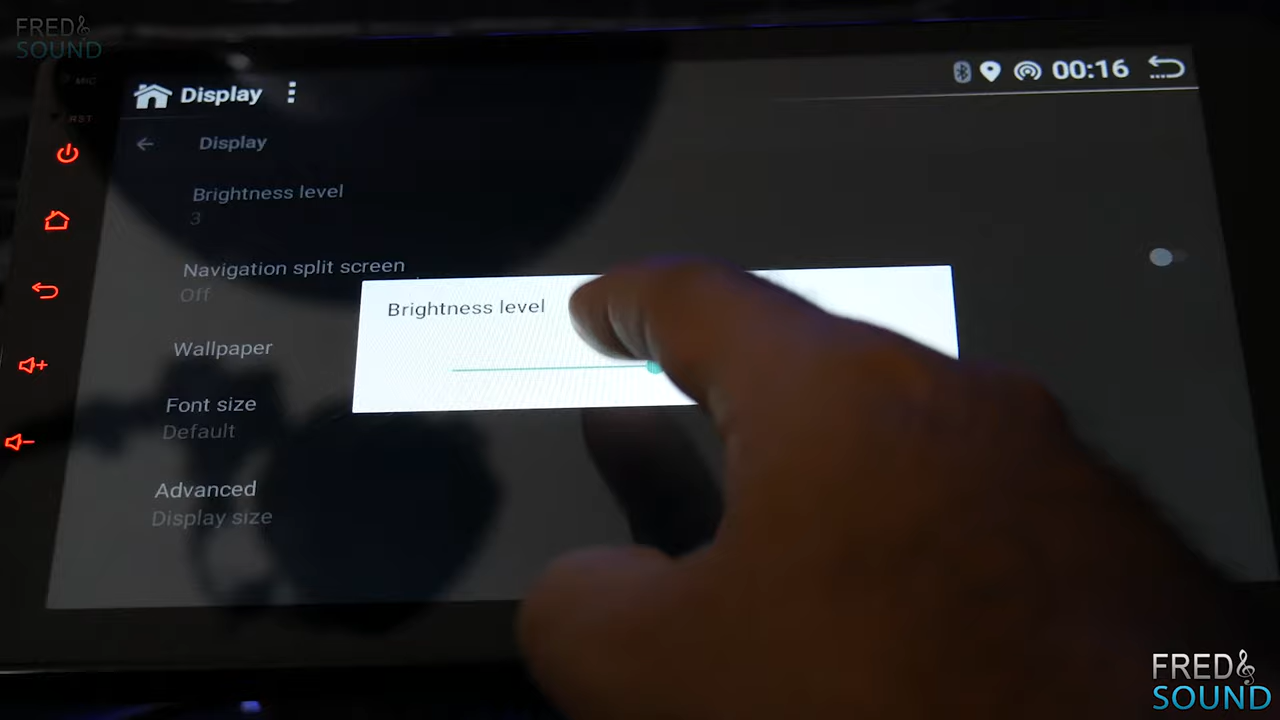 FRED
SOUND
MIC
RST
Display
00:16
Display
Brightness level
3
Navigation split screen
Off
Brightness level
Wallpaper
Font size
Default
Advanced
Display size
FRED
SOUND